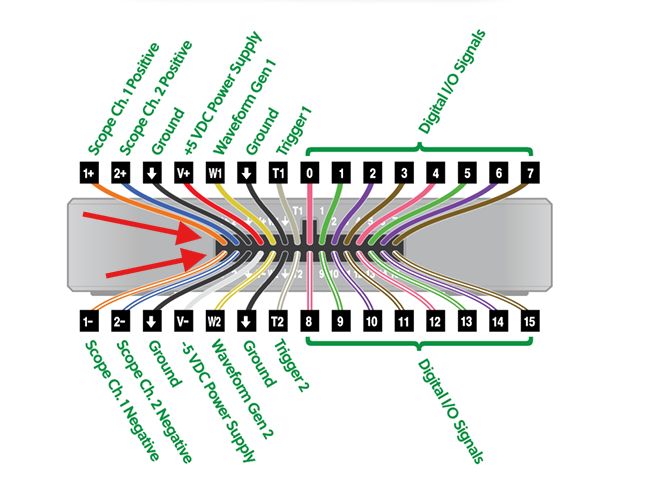 Scope Ch. 1 Positive
Scope Ch. 2 Positive
Ground
+5 VDC Power Supply
Waveform Gen 1
Ground
Trigger 1
Digital I/O Signals
1+ 2+ V+ W1 T1 0 1 2 3 4 5 6 7
1- 2- V- W2 T2 8 9 10 11 12 13 14 15
Scope Ch. 1 Negative
Scope Ch. 2 Negative
Ground
-5 VDC Power Supply
Waveform Gen 2
Ground
Trigger 2
Digital I/O Signals